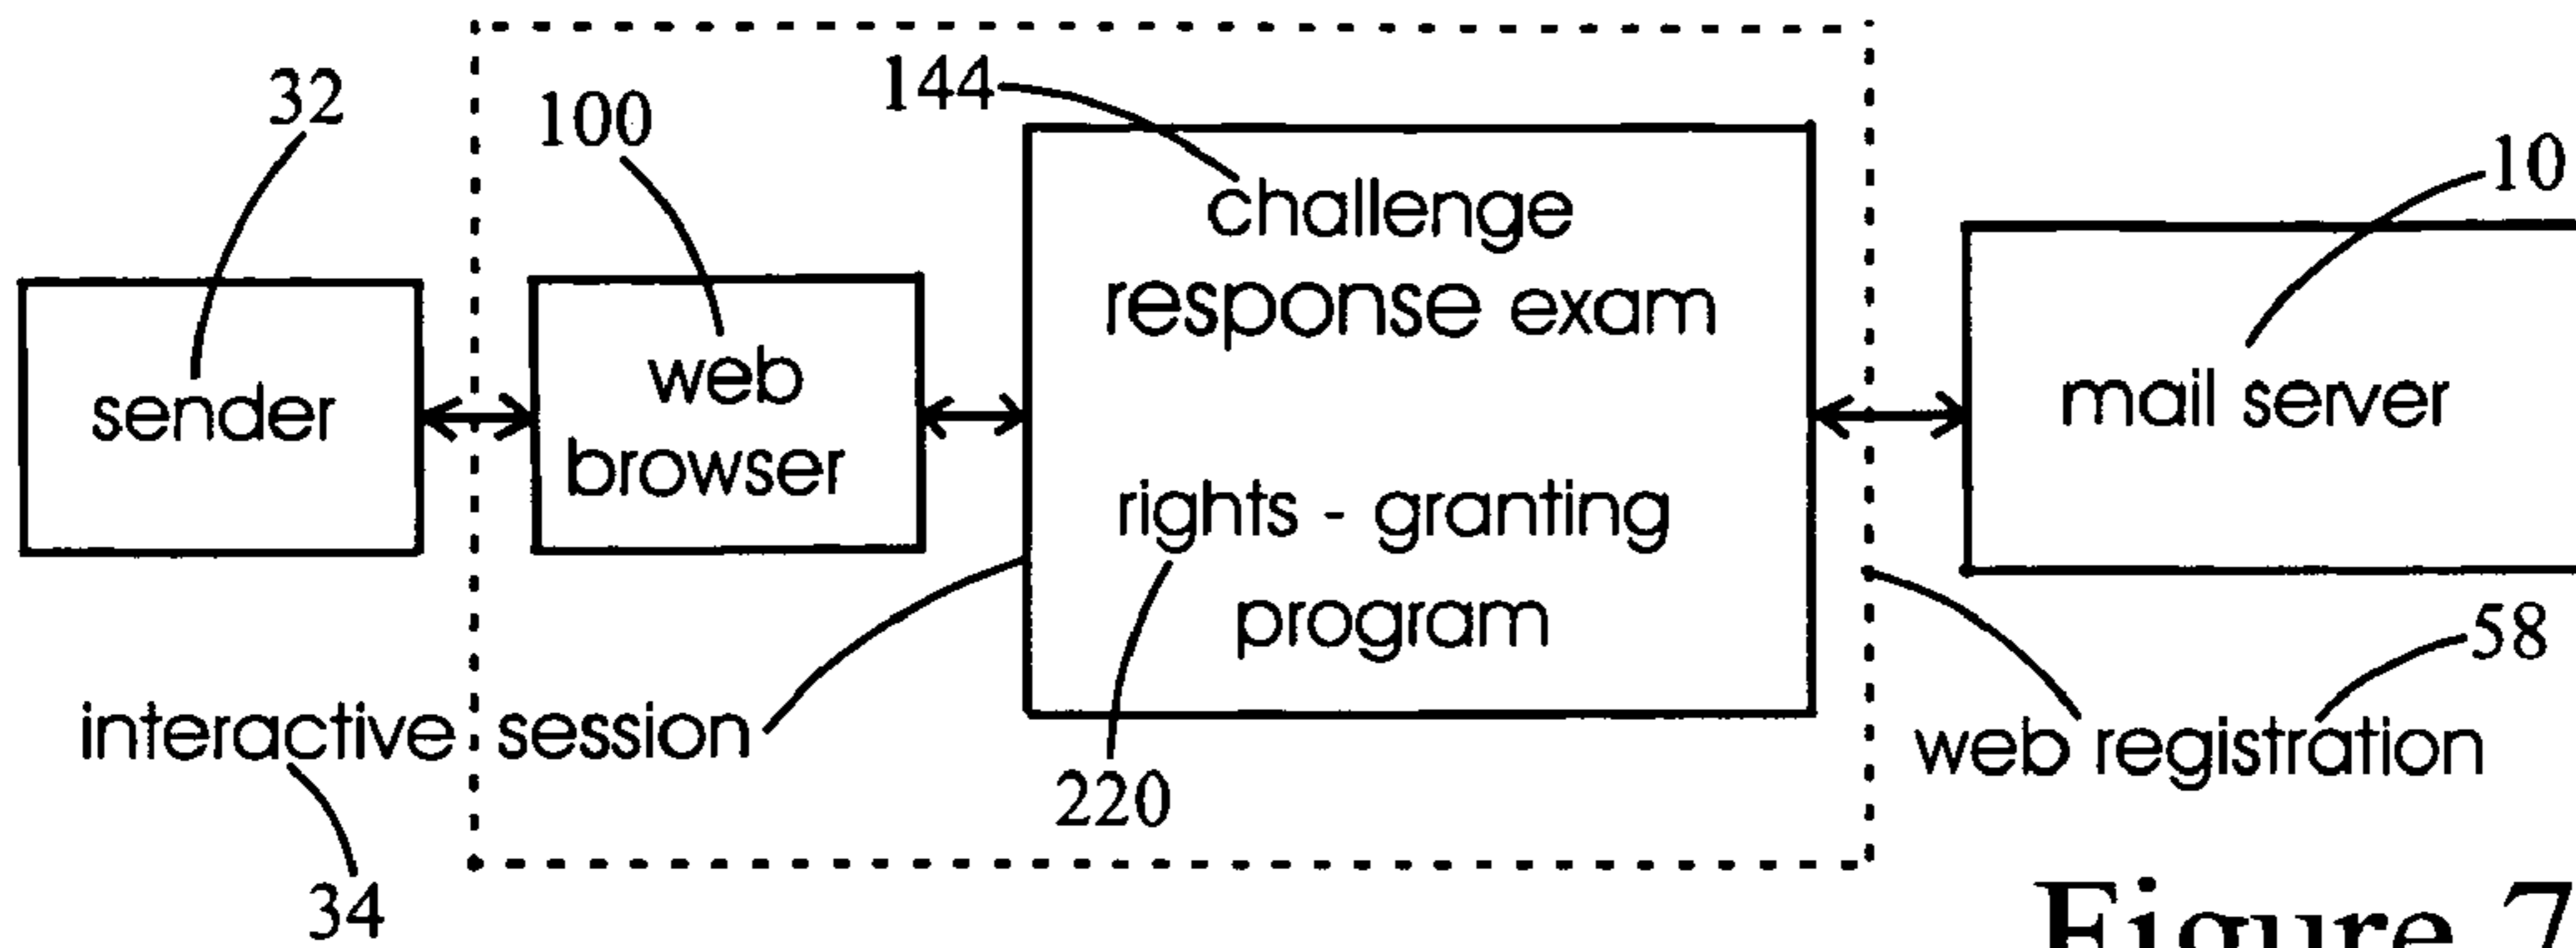 32
100
144
10
sender
web
browser
challenge
response exam
rights - granting
program
mail server
58
interactive session
web registration
220
34
Figure 7